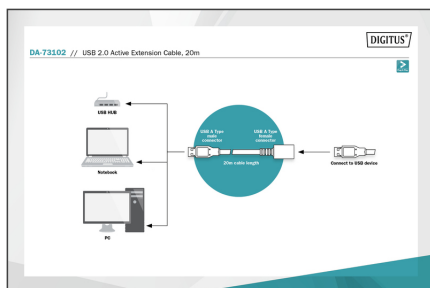 DIGITUS®
DA-73102 // USB 2.0 Active Extension Cable, 20m
USB HUB
USB A Type
male
connector
USB A Type
female
connector
20m cable length
Notebook
Connect to USB device
PC